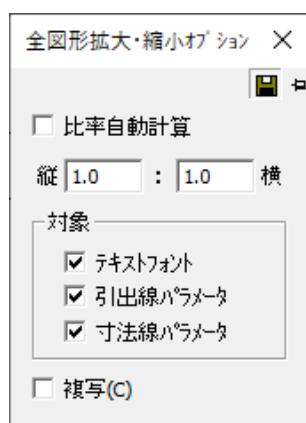 全図形拡大・縮小ｵﾌﾟｼｮﾝ
比率自動計算
縦 1.0 : 1.0 横
対象
ﾃｷｽﾄﾌｫﾝﾄ
引出線ﾊﾟﾗﾒｰﾀ
寸法線ﾊﾟﾗﾒｰﾀ
複写(C)